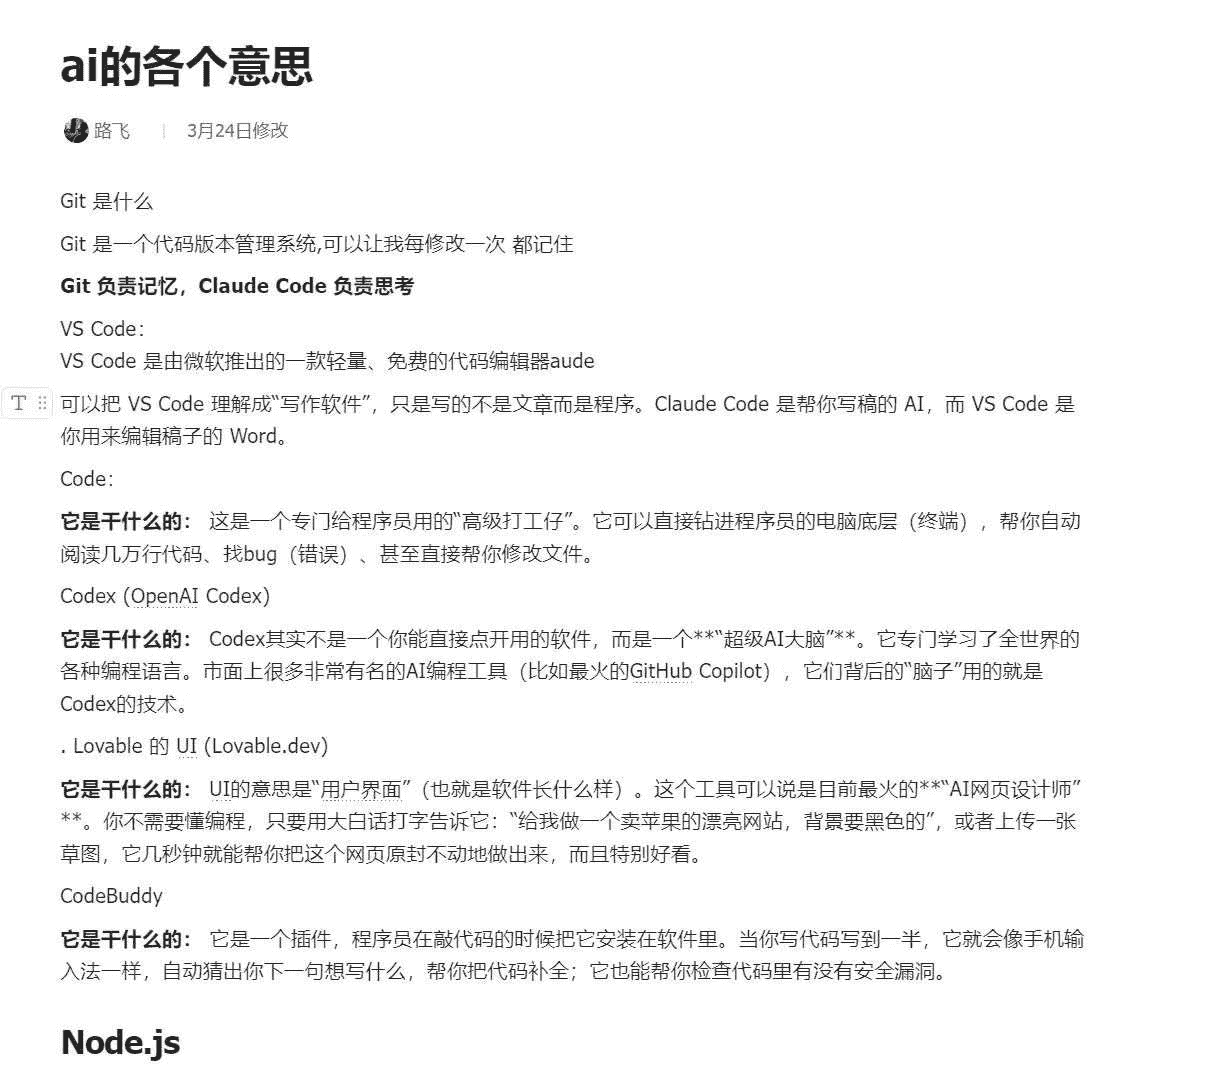 ai的各个意思
路飞 | 3月24日修改
Git 是什么
Git 是一个代码版本管理系统,可以让我每修改一次 都记住
Git 负责记忆，Claude Code 负责思考
VS Code：
VS Code 是由微软推出的一款轻量、免费的代码编辑器aude
可以把 VS Code 理解成“写作软件”，只是写的不是文章而是程序。Claude Code 是帮你写稿的 AI，而 VS Code 是
你用来编辑稿子的 Word。
Code：
它是干什么的： 这是一个专门给程序员用的“高级打工仔”。它可以直接钻进程序员的电脑底层（终端），帮你自动
阅读几万行代码、找bug（错误）、甚至直接帮你修改文件。
Codex (OpenAI Codex)
它是干什么的： Codex其实不是一个你能直接点开用的软件，而是一个**“超级AI大脑”**。它专门学习了全世界的
各种编程语言。市面上很多非常有名的AI编程工具（比如最火的GitHub Copilot），它们背后的“脑子”用的就是
Codex的技术。
. Lovable 的 UI (Lovable.dev)
它是干什么的： UI的意思是“用户界面”（也就是软件长什么样）。这个工具可以说是目前最火的**“AI网页设计师”
**。你不需要懂编程，只要用大白话打字告诉它：“给我做一个卖苹果的漂亮网站，背景要黑色的”，或者上传一张
草图，它几秒钟就能帮你把这个网页原封不动地做出来，而且特别好看。
CodeBuddy
它是干什么的： 它是一个插件，程序员在敲代码的时候把它安装在软件里。当你写代码写到一半，它就会像手机输
入法一样，自动猜出你下一句想写什么，帮你把代码补全；它也能帮你检查代码里有没有安全漏洞。
Node.js